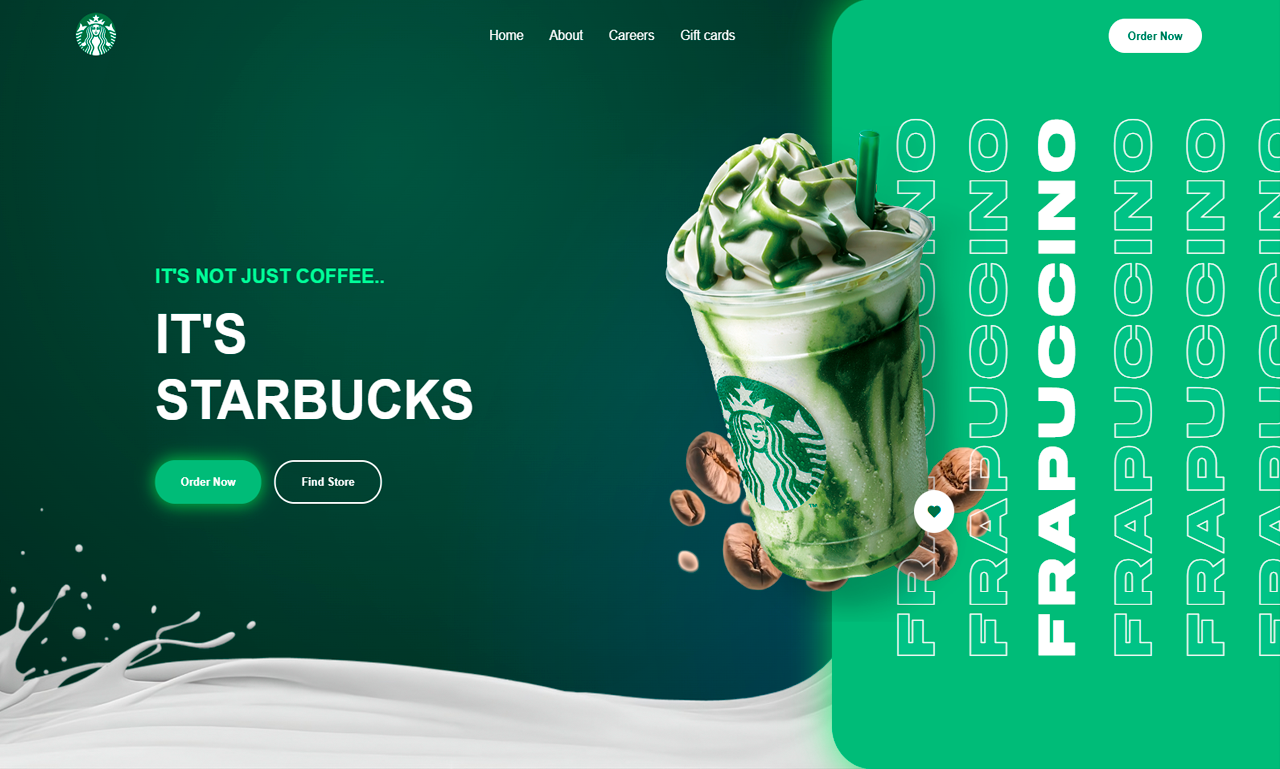 Home About Careers Gift cards Order Now
IT'S NOT JUST COFFEE..
IT'S
STARBUCKS
Order Now Find Store
FRAPUCCINO
FRAPUCCINO
FRAPUCCINO
FRAPUCCINO
FRAPUCCINO
FRAPUCCINO
TM